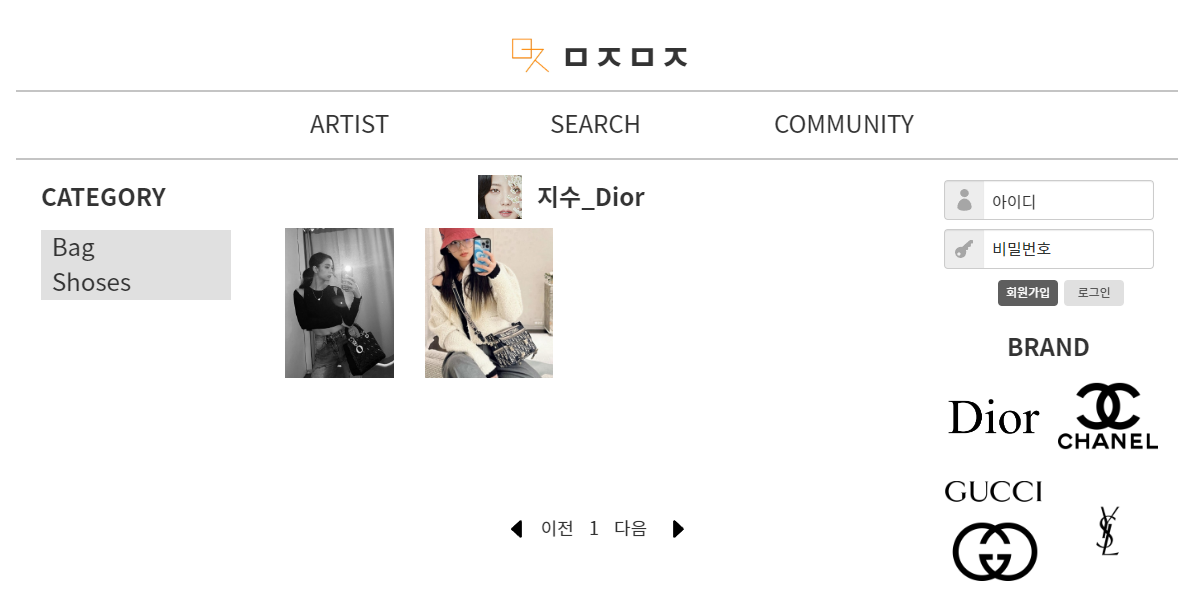 ㅁㅈㅁㅈ
ARTIST SEARCH COMMUNITY
CATEGORY
Bag
Shoses
지수_Dior
이전 1 다음
아이디
비밀번호
회원가입 로그인
BRAND
Dior
CHANEL
GUCCI
YSL